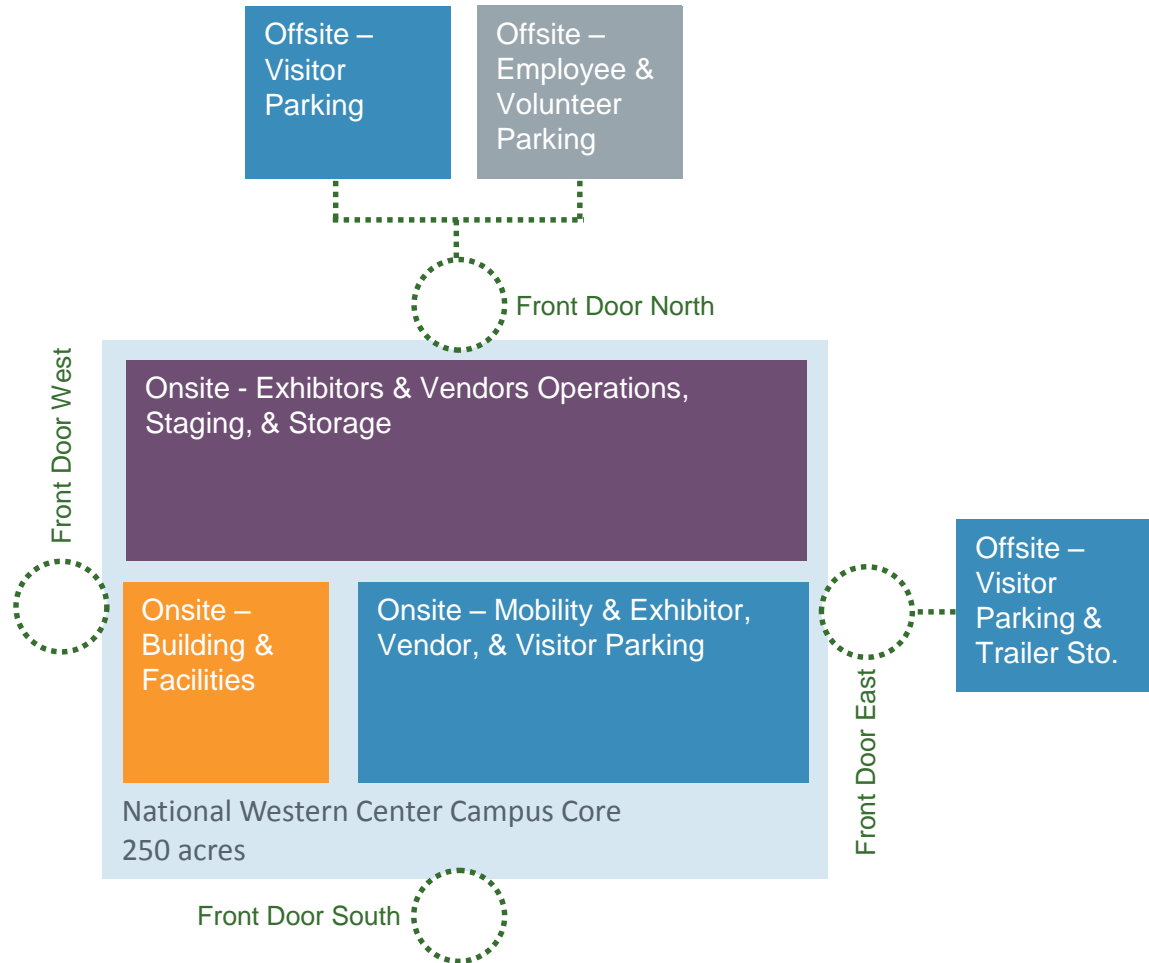 Offsite –
Visitor
Parking
Offsite –
Employee &
Volunteer
Parking
Front Door North
Front Door West
Onsite - Exhibitors & Vendors Operations,
Staging, & Storage
Onsite –
Building &
Facilities
Onsite – Mobility & Exhibitor,
Vendor, & Visitor Parking
Offsite –
Visitor
Parking &
Trailer Sto.
Front Door East
National Western Center Campus Core
250 acres
Front Door South